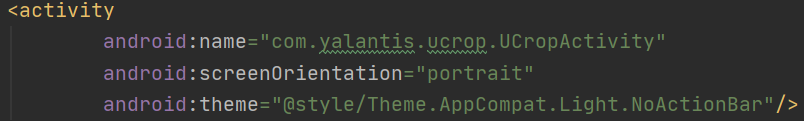 <activity
android:name="com.yalantis.ucrop.UCropActivity"
android:screenOrientation="portrait"
android:theme="@style/Theme.AppCompat.Light.NoActionBar"/>